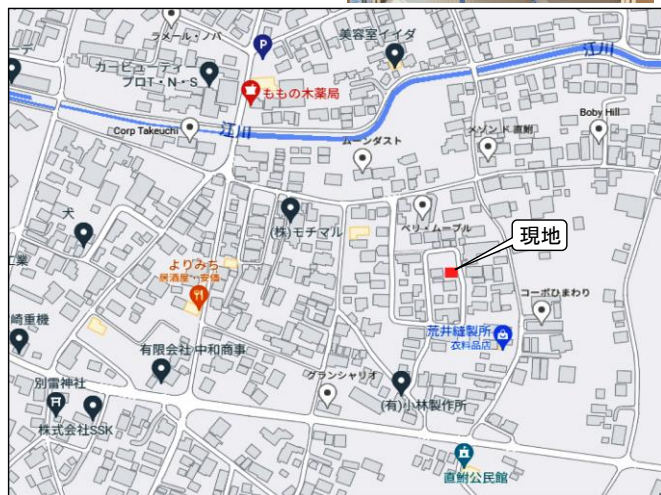 ラメール・ノバ
P
美容室イイダ
江川
カービューティー
プロT・N・S
ももの木薬局
Boby Hill
Corp Takeuchi
江川
ムーンダスト
メゾン ド 直鮒
犬
(株)モチマル
ベリ・ムーブル
現地
工業
よりみち
居酒屋・安価
コーポひまわり
崎重機
荒井縫製所
衣料品店
有限会社 中和商事
グランシャリオ
(有)小林製作所
別雷神社
株式会社SSK
直鮒公民館